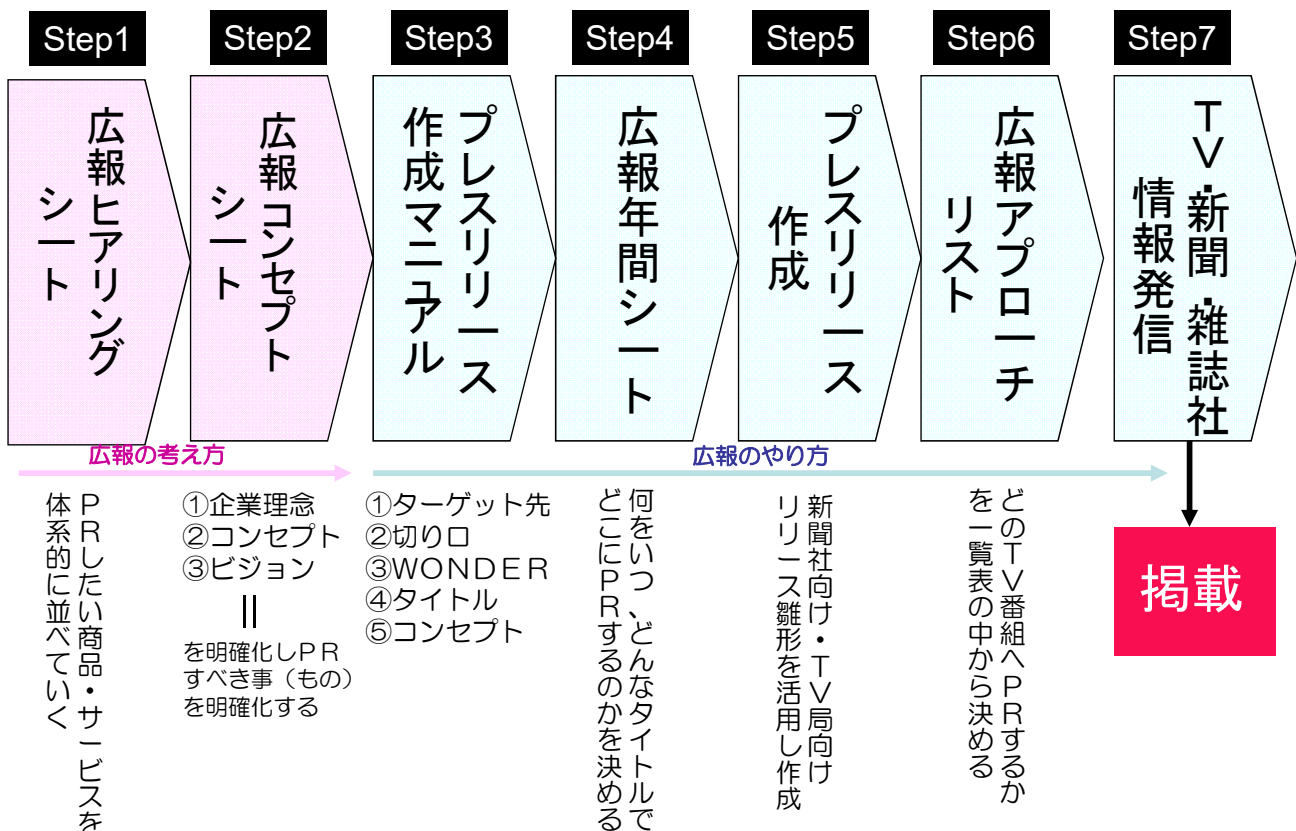 Step1
Step2
Step3
Step4
Step5
Step6
Step7
広報ヒアリング
シート
広報コンセプト
シート
プレスリリース
作成マニュアル
広報年間シート
プレスリリース
作成
広報アプローチ
リスト
TV・新聞・雑誌社
情報発信
広報の考え方
広報のやり方
PRしたい商品・サービスを
体系的に並べていく
①企業理念
②コンセプト
③ビジョン
||
を明確化しPR
すべき事（もの）
を明確化する
①ターゲット先
②切り口
③WONDER
④タイトル
⑤コンセプト
何をいつ、どんなタイトルで
どこにPRするのかを決める
新聞社向け・TV局向け
リリース雛形を活用し作成
どのTV番組へPRするか
を一覧表の中から決める
掲載